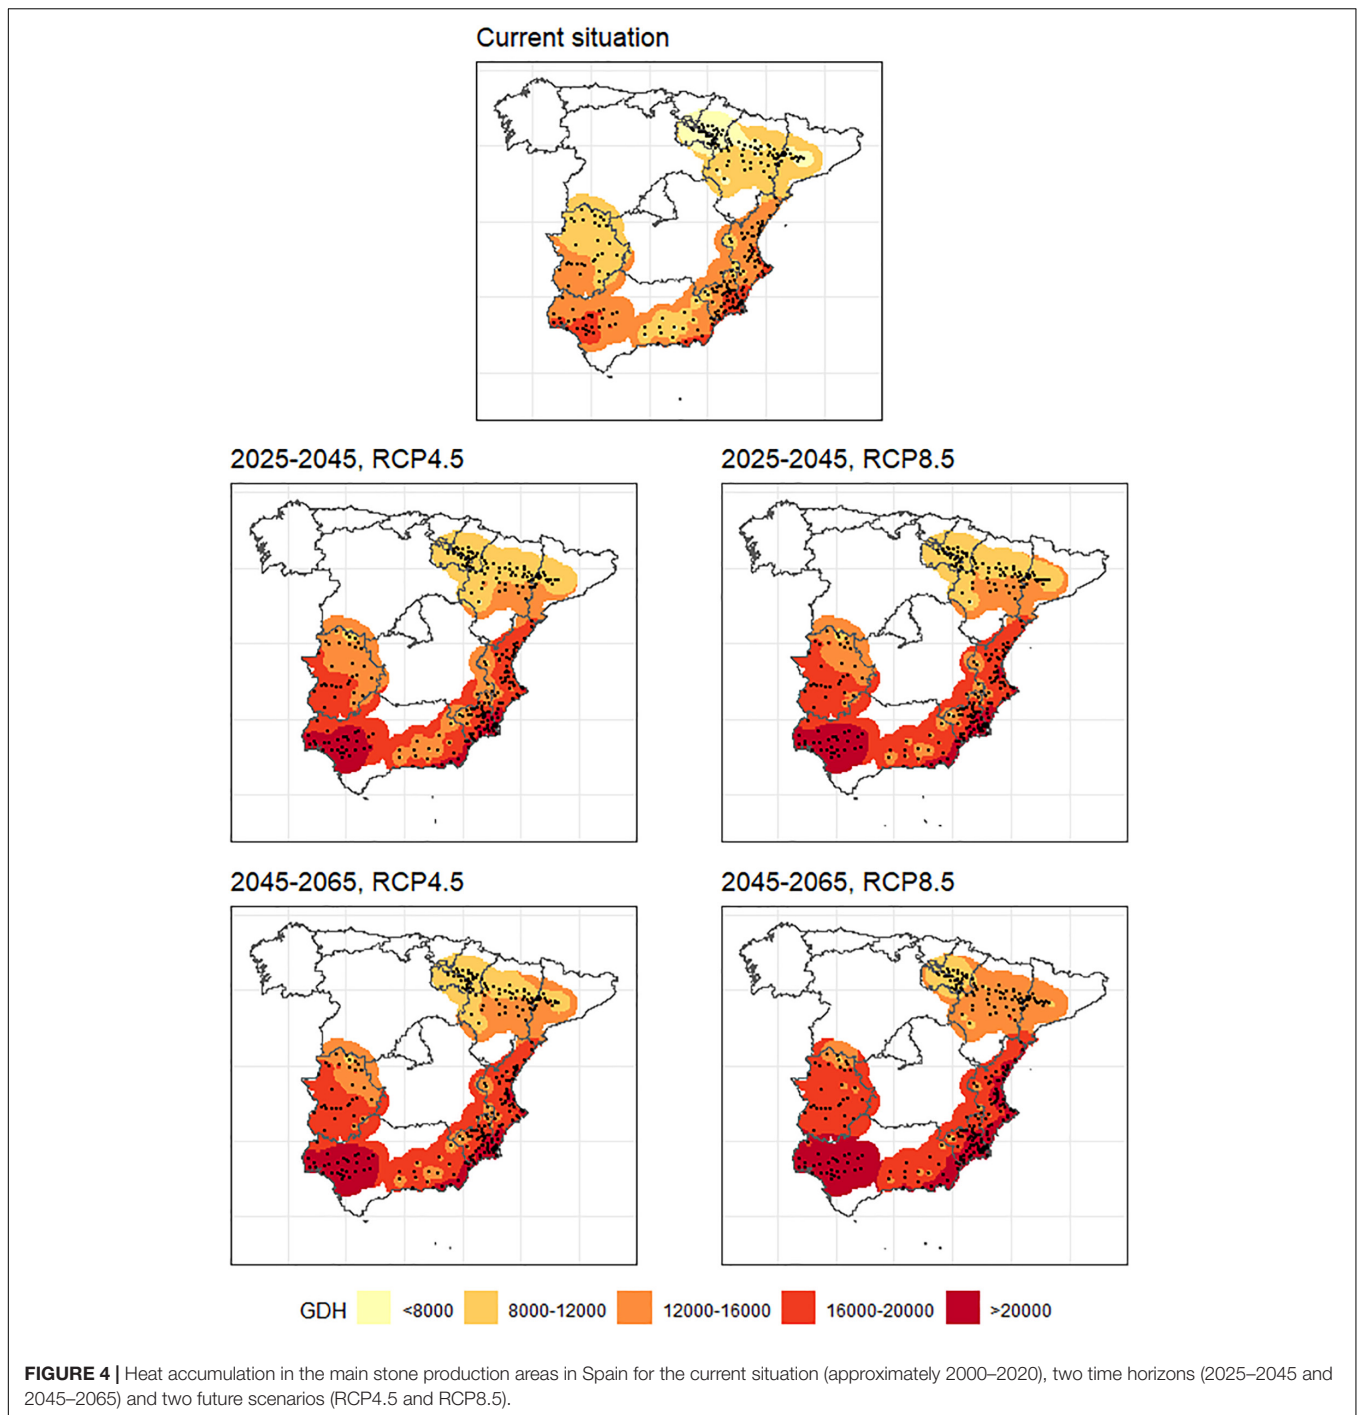 Current situation
2025-2045, RCP4.5
2025-2045, RCP8.5
2045-2065, RCP4.5
2045-2065, RCP8.5
GDH <8000 8000-12000 12000-16000 16000-20000 >20000
FIGURE 4 | Heat accumulation in the main stone production areas in Spain for the current situation (approximately 2000–2020), two time horizons (2025–2045 and
2045–2065) and two future scenarios (RCP4.5 and RCP8.5).